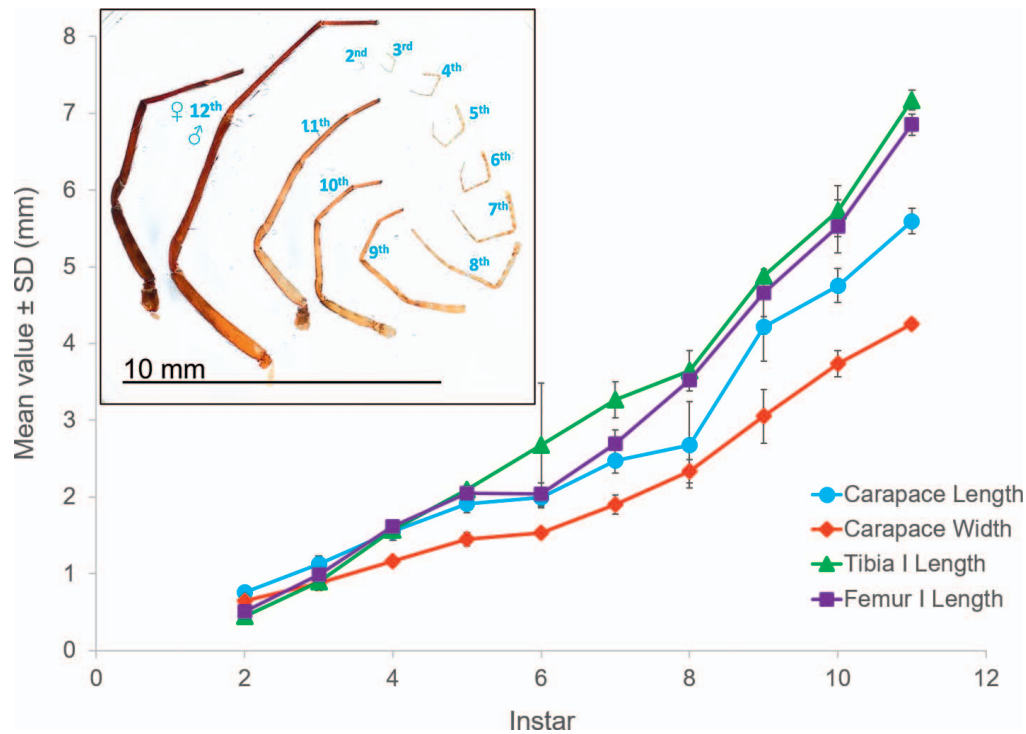 Mean value ± SD (mm)
8
7
6
5
4
3
2
1
0
2nd
3rd
4th
5th
6th
7th
8th
9th
10th
11th
♀ 12th
♂
10 mm
Carapace Length
Carapace Width
Tibia I Length
Femur I Length
0 2 4 6 8 10 12
Instar